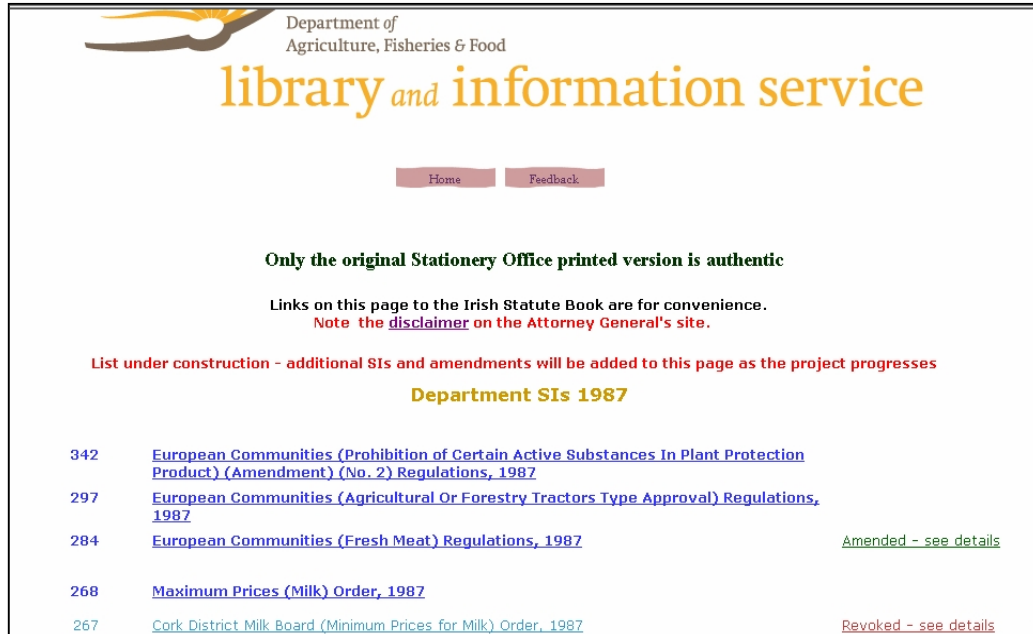 Department of
Agriculture, Fisheries & Food
library and information service
Home Feedback
Only the original Stationery Office printed version is authentic
Links on this page to the Irish Statute Book are for convenience.
Note the disclaimer on the Attorney General's site.
List under construction - additional SIs and amendments will be added to this page as the project progresses
Department SIs 1987
342 European Communities (Prohibition of Certain Active Substances In Plant Protection
Product) (Amendment) (No. 2) Regulations, 1987
297 European Communities (Agricultural Or Forestry Tractors Type Approval) Regulations,
1987
284 European Communities (Fresh Meat) Regulations, 1987 Amended - see details
268 Maximum Prices (Milk) Order, 1987
267 Cork District Milk Board (Minimum Prices for Milk) Order, 1987 Revoked - see details